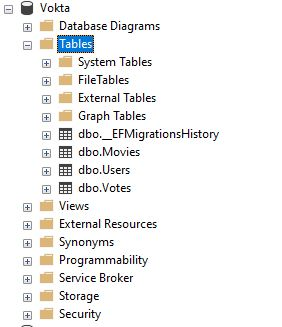 Vokta
Database Diagrams
Tables
System Tables
FileTables
External Tables
Graph Tables
dbo.__EFMigrationsHistory
dbo.Movies
dbo.Users
dbo.Votes
Views
External Resources
Synonyms
Programmability
Service Broker
Storage
Security